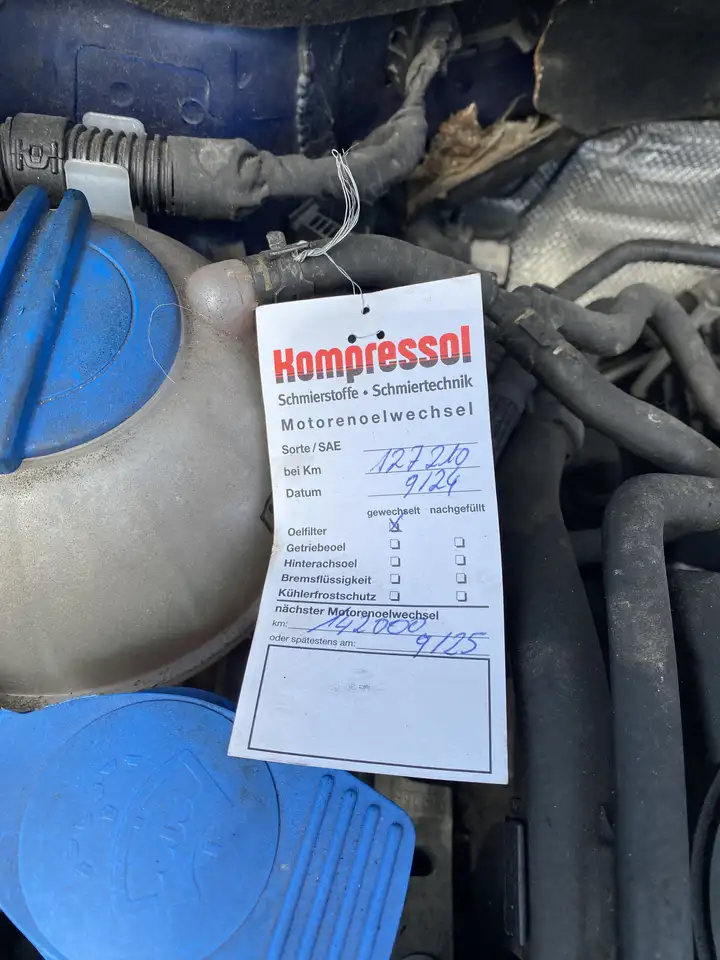 Kompressol
Schmierstoffe • Schmiertechnik
Motorenoelwechsel
Sorte / SAE
bei Km 127210
Datum 9/24
gewechselt nachgefüllt
Oelfilter
Getriebeoel
Hinterachsoel
Bremsflüssigkeit
Kühlerfrostschutz
nächster Motorenoelwechsel
km: 142000
oder spätestens am: 9/25